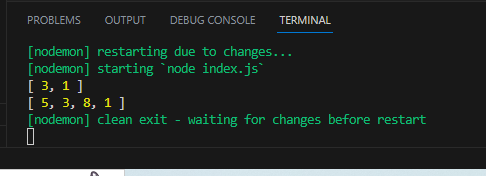 PROBLEMS OUTPUT DEBUG CONSOLE TERMINAL
[nodemon] restarting due to changes...
[nodemon] starting `node index.js`
[ 3, 1 ]
[ 5, 3, 8, 1 ]
[nodemon] clean exit - waiting for changes before restart